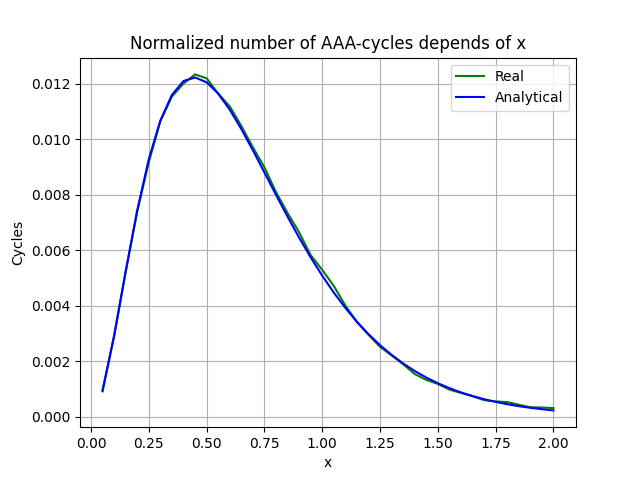 Normalized number of AAA-cycles depends of x
Real
Analytical
0.012
0.010
0.008
0.006
0.004
0.002
0.000
Cycles
0.00 0.25 0.50 0.75 1.00 1.25 1.50 1.75 2.00
x